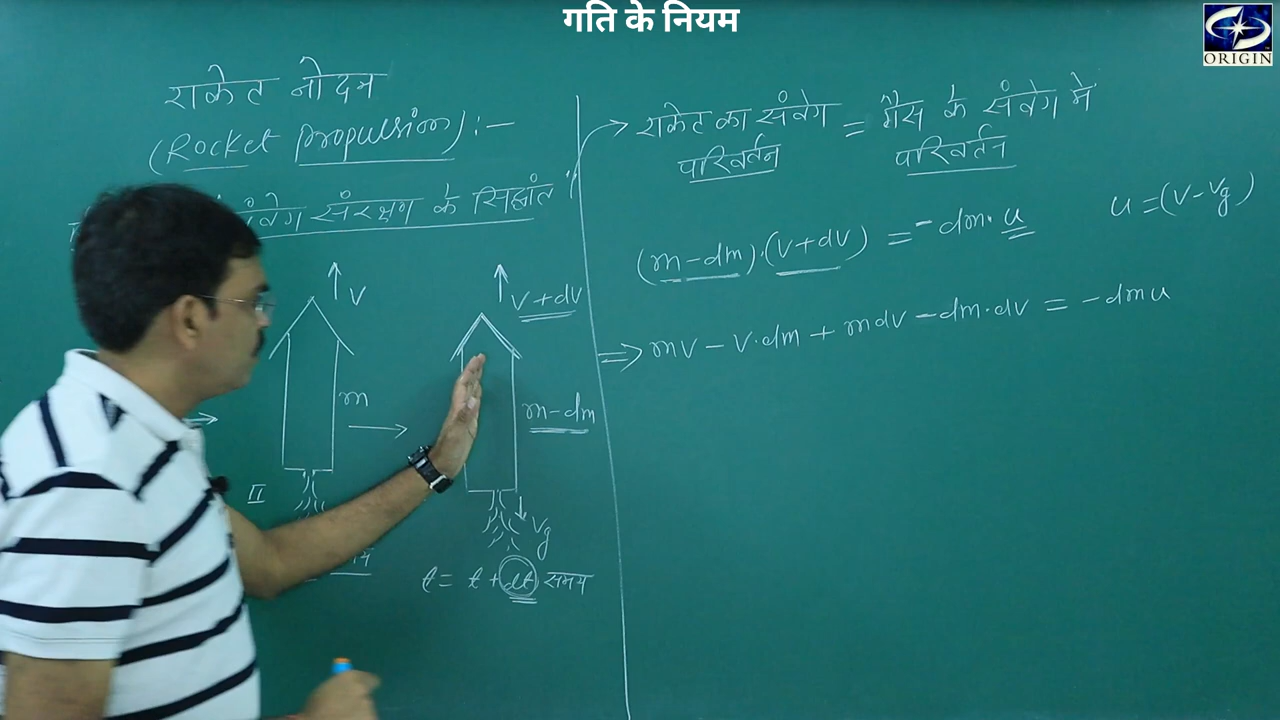 गति के नियम
ORIGIN
राकेट नोदन
(Rocket Propulsion):-
संवेग संरक्षण के सिद्धांत
V
m
II
V+dV
m-dm
Vg
t = t + dt समय
राकेट का संवेग = गैस के संवेग में
परिवर्तन परिवर्तन
u = (V - Vg)
(m-dm).(V+dV) = -dm.u
⇒ mV - V.dm + mdV - dm.dV = -dmu